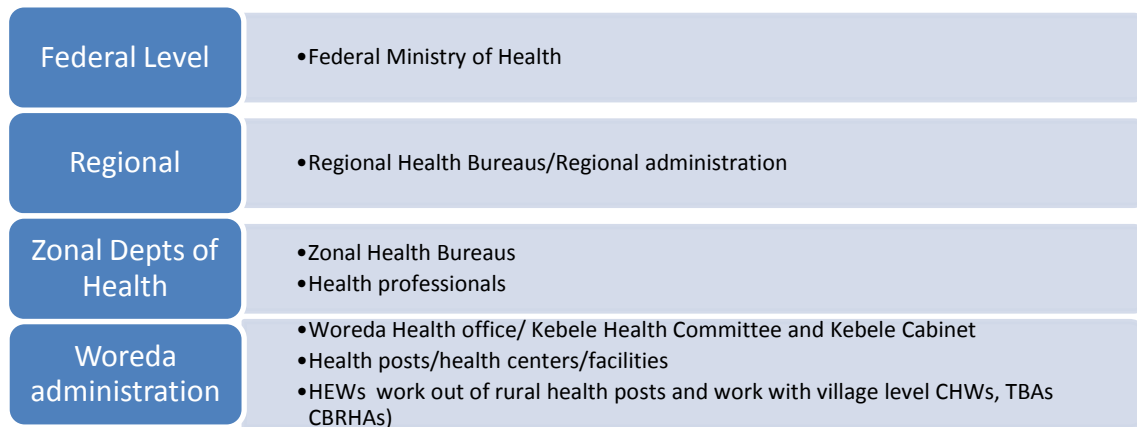 Federal Level
•Federal Ministry of Health
Regional
•Regional Health Bureaus/Regional administration
Zonal Depts of
Health
•Zonal Health Bureaus
•Health professionals
Woreda
administration
•Woreda Health office/ Kebele Health Committee and Kebele Cabinet
•Health posts/health centers/facilities
•HEWs work out of rural health posts and work with village level CHWs, TBAs
CBRHAs)